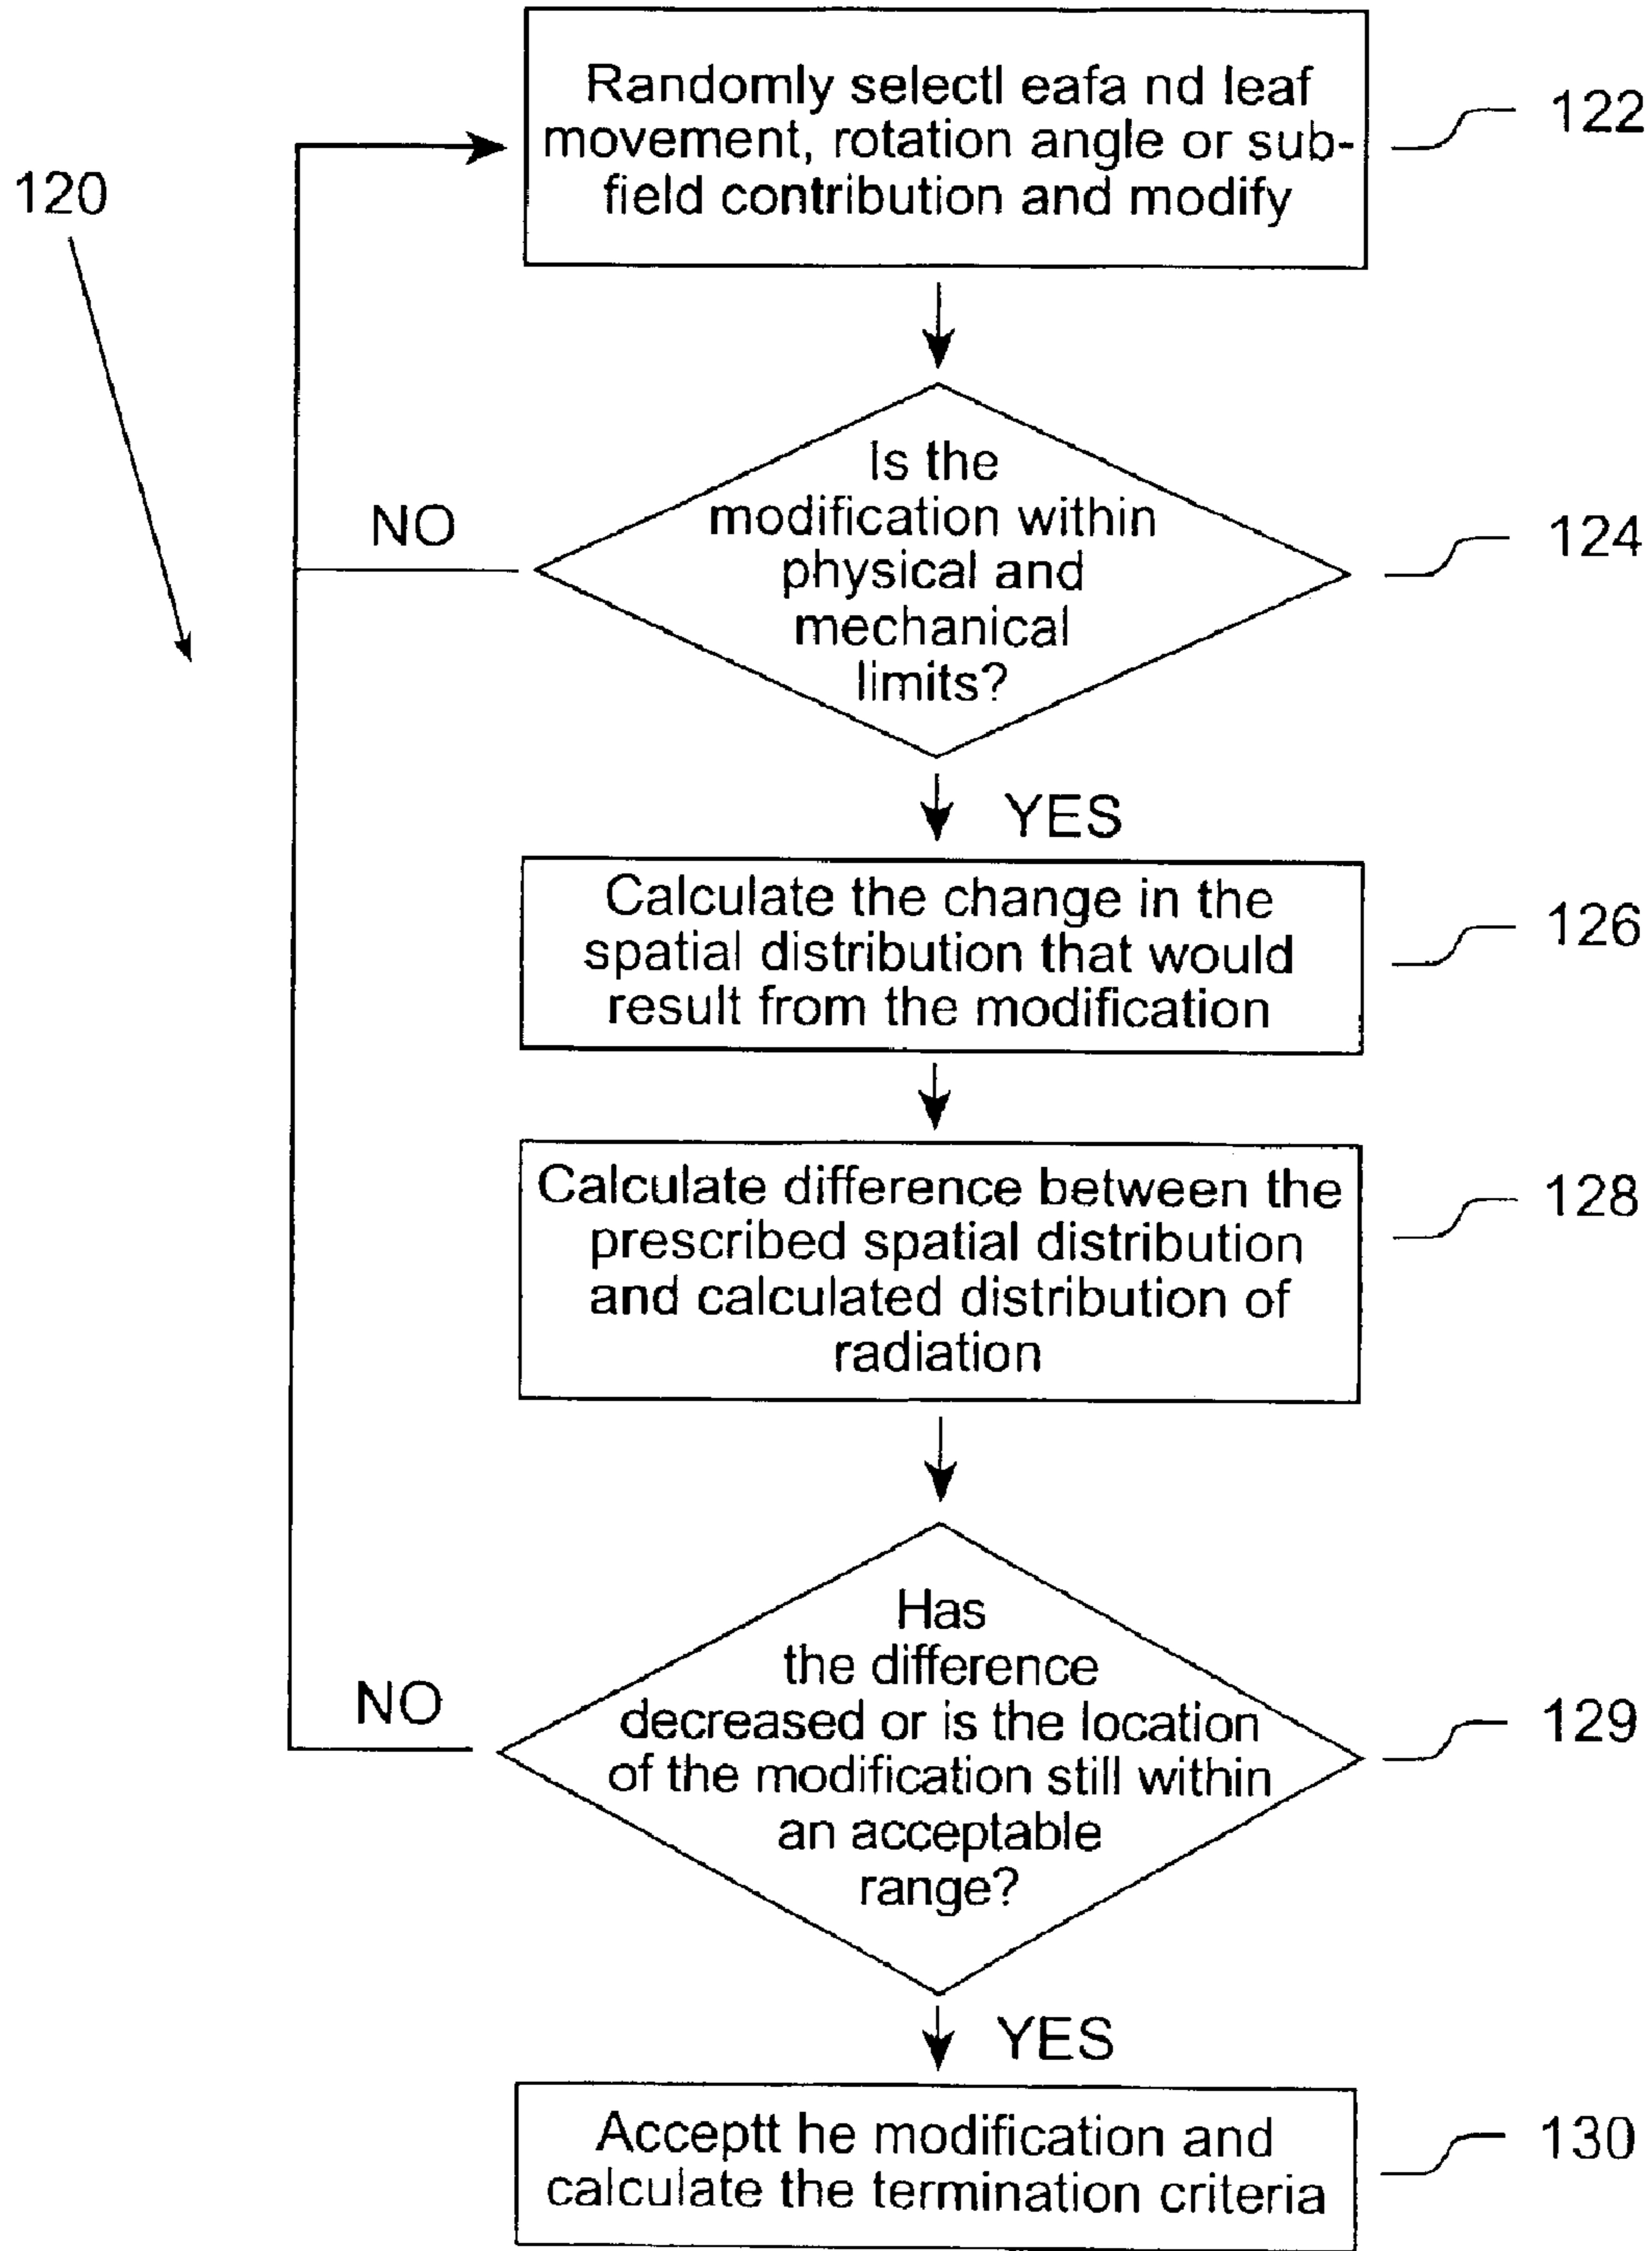 Randomly selectl eafa nd leaf
movement, rotation angle or sub-
field contribution and modify
122
120
Is the
modification within
physical and
mechanical
limits?
124
NO
YES
Calculate the change in the
spatial distribution that would
result from the modification
126
Calculate difference between the
prescribed spatial distribution
and calculated distribution of
radiation
128
Has
the difference
decreased or is the location
of the modification still within
an acceptable
range?
129
NO
YES
Acceptt he modification and
calculate the termination criteria
130